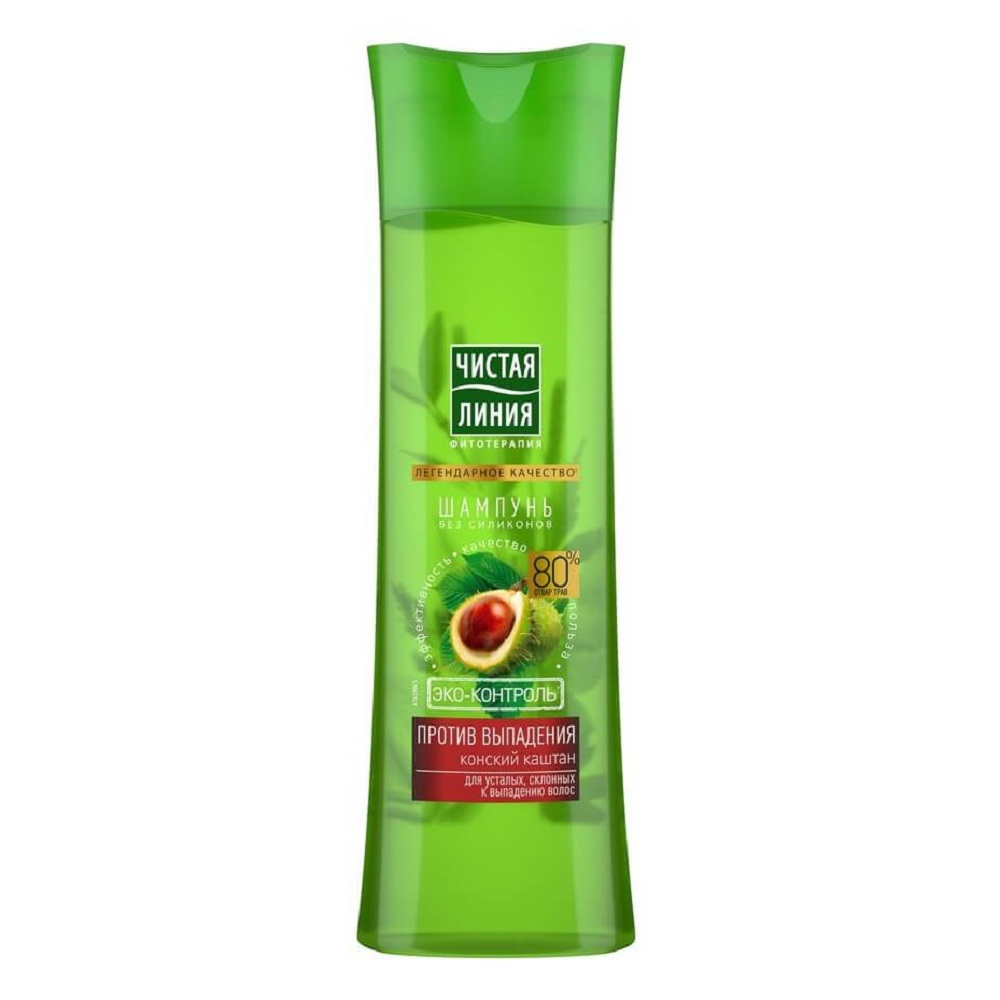 ЧИСТАЯ
ЛИНИЯ
ФИТОТЕРАПИЯ
ЛЕГЕНДАРНОЕ КАЧЕСТВО
ШАМПУНЬ
БЕЗ СИЛИКОНОВ
эффективность • качество • польза
80%
ОТВАР ТРАВ
ЭКО-КОНТРОЛЬ
ПРОТИВ ВЫПАДЕНИЯ
КОНСКИЙ КАШТАН
ДЛЯ УСТАЛЫХ, СКЛОННЫХ
К ВЫПАДЕНИЮ ВОЛОС